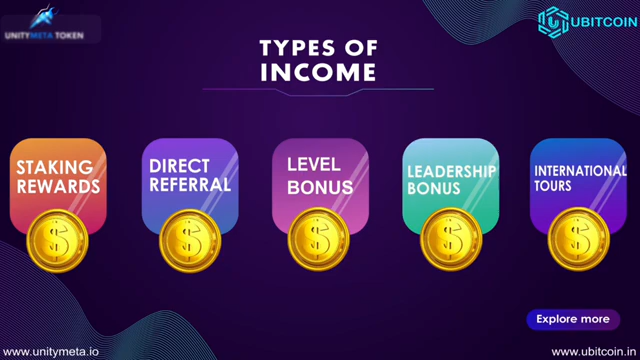 UNITYMETA TOKEN
UBITCOIN
TYPES OF
INCOME
STAKING
REWARDS
DIRECT
REFERRAL
LEVEL
BONUS
LEADERSHIP
BONUS
INTERNATIONAL
TOURS
Explore more
www.unitymeta.io
www.ubitcoin.in